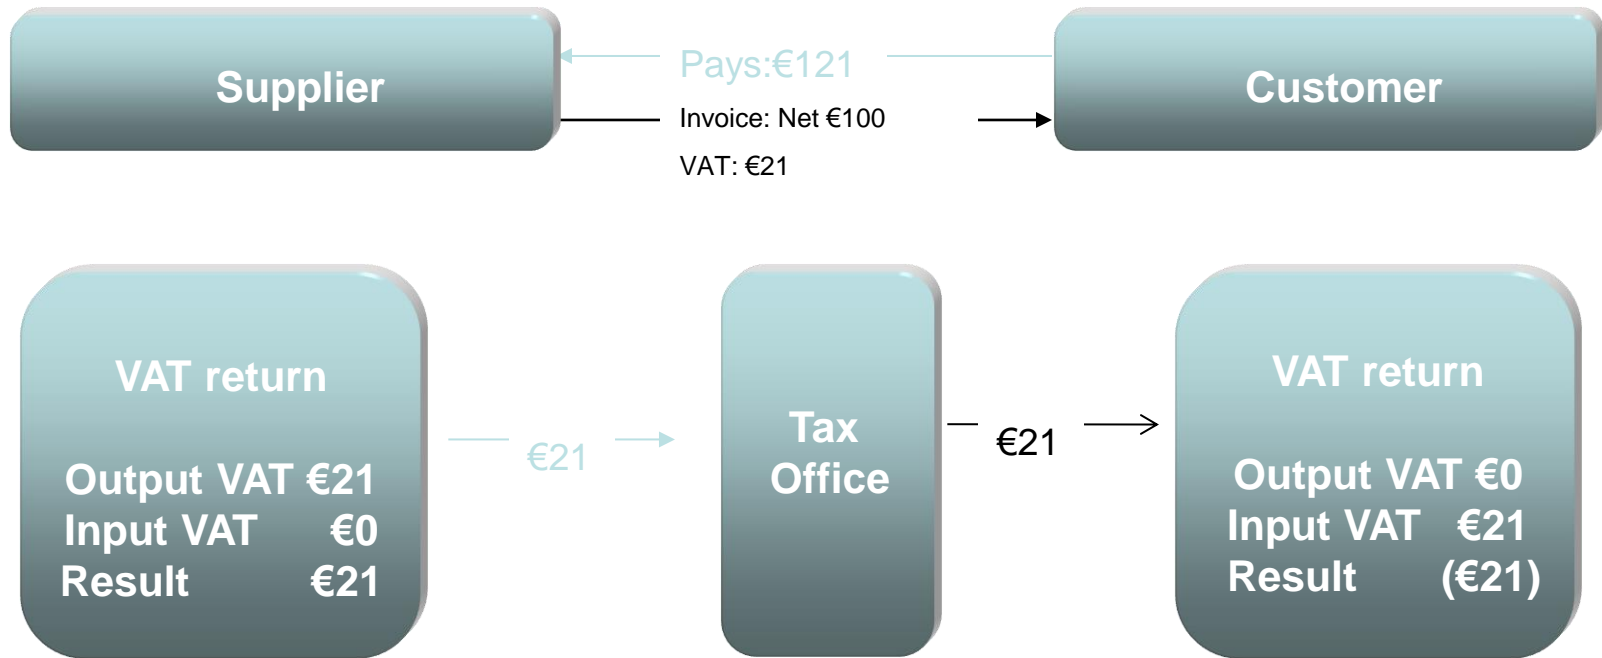 Supplier
Pays:€121
Invoice: Net €100
VAT: €21
Customer
VAT return
Output VAT €21
Input VAT €0
Result €21
€21
Tax
Office
€21
VAT return
Output VAT €0
Input VAT €21
Result (€21)